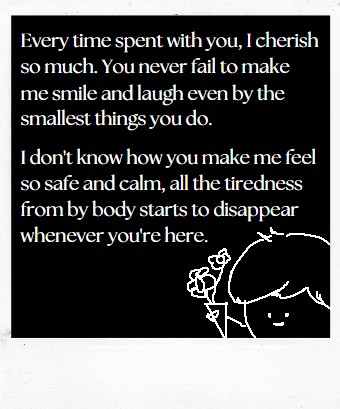 Every time spent with you, I cherish
so much. You never fail to make
me smile and laugh even by the
smallest things you do.
I don't know how you make me feel
so safe and calm, all the tiredness
from by body starts to disappear
whenever you're here.